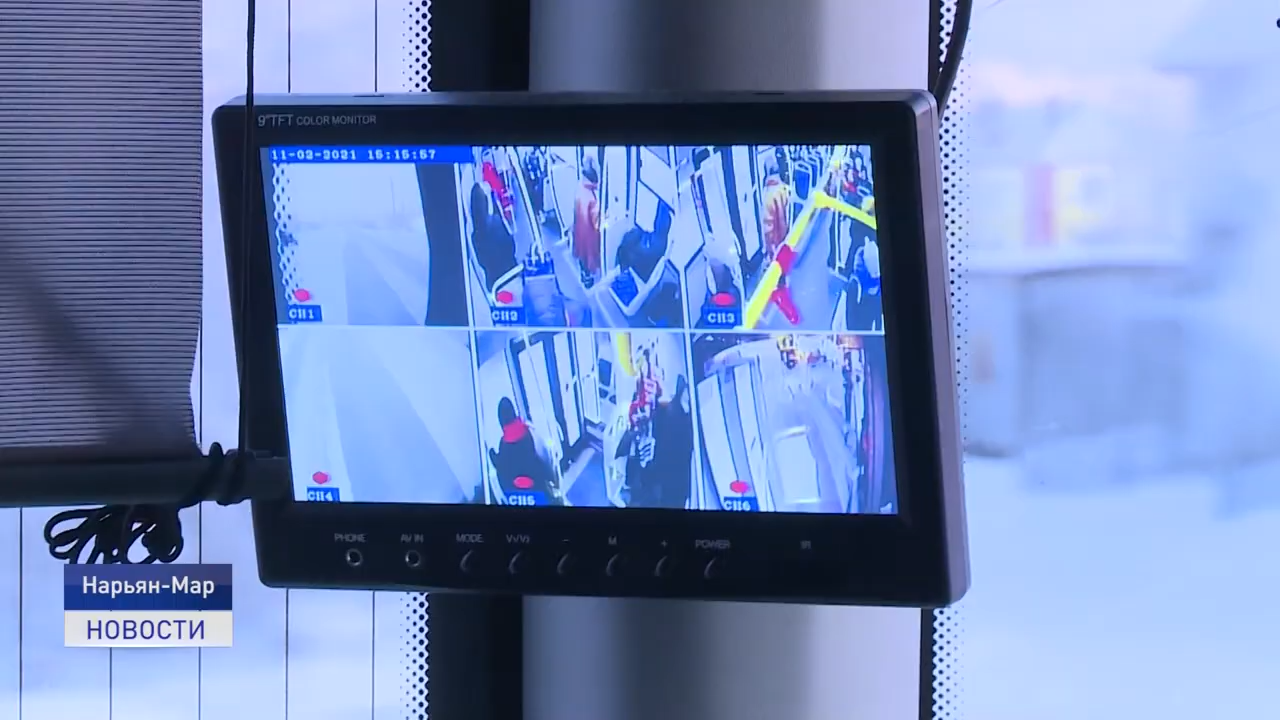 9"TFT COLOR MONITOR
11-02-2021 15:15:57
CH1
CH2
CH3
CH4
CH5
CH6
PHONE AV IN MODE V1/V2 - M + POWER IR
Нарьян-Мар
НОВОСТИ